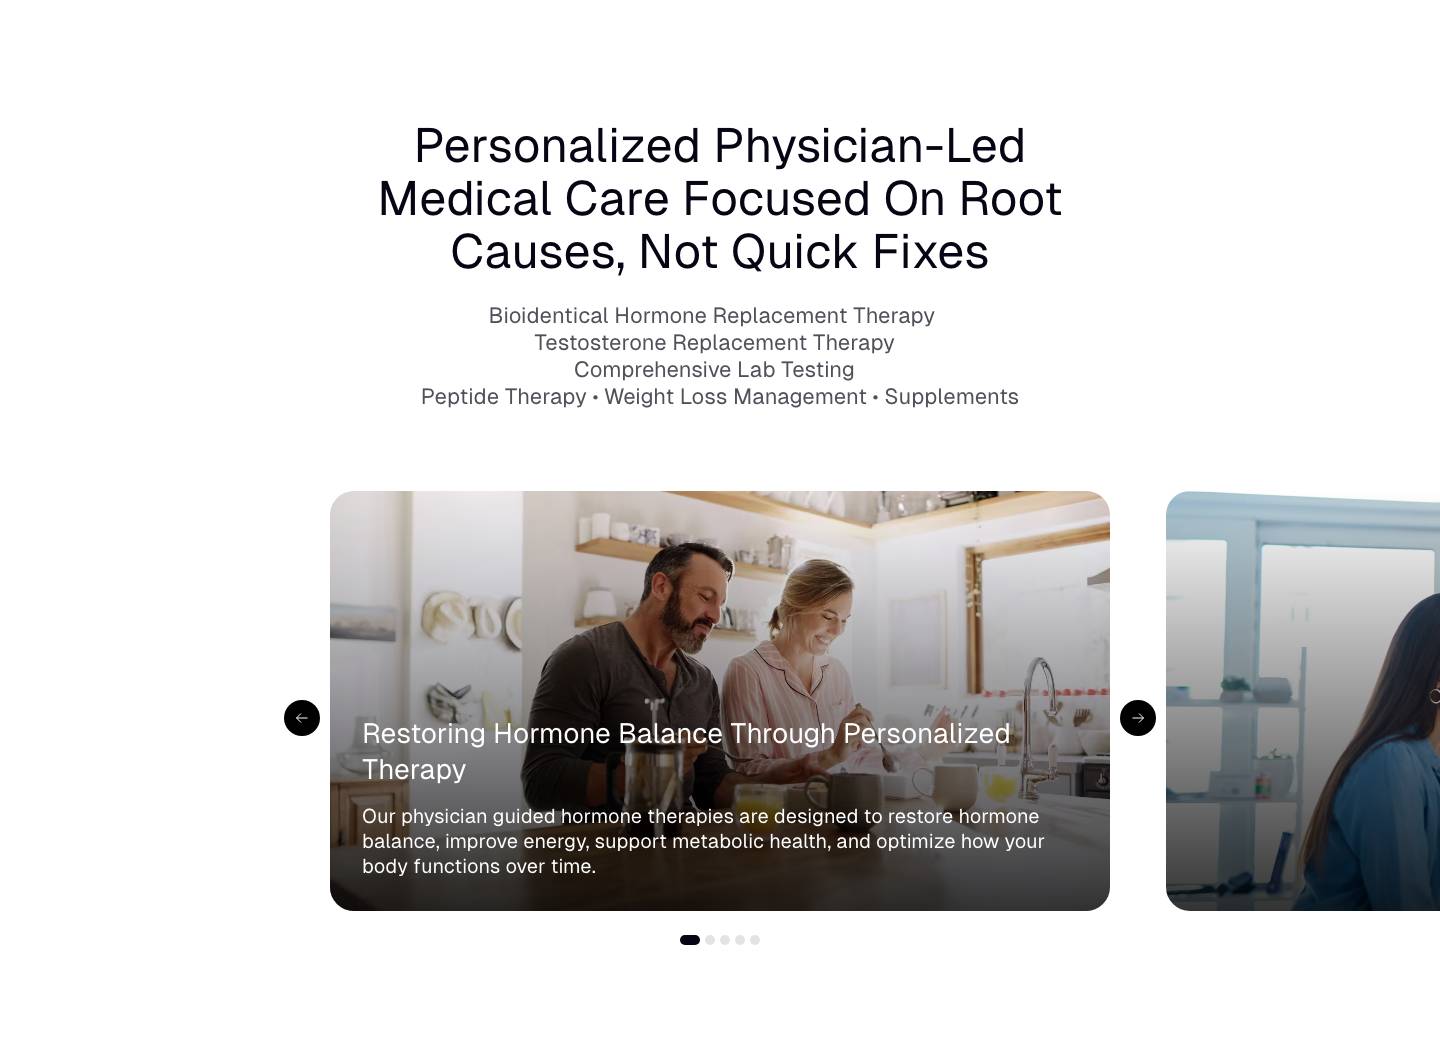 Personalized Physician-Led
Medical Care Focused On Root
Causes, Not Quick Fixes
Bioidentical Hormone Replacement Therapy
Testosterone Replacement Therapy
Comprehensive Lab Testing
Peptide Therapy • Weight Loss Management • Supplements
Restoring Hormone Balance Through Personalized
Therapy
Our physician guided hormone therapies are designed to restore hormone
balance, improve energy, support metabolic health, and optimize how your
body functions over time.